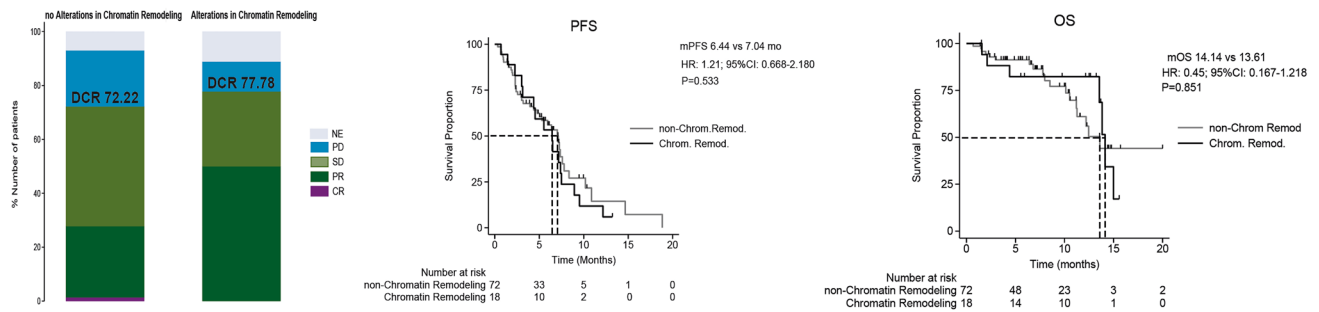 no Alterations in Chromatin Remodeling
Alterations in Chromatin Remodeling
100
80
60
40
20
0
% Number of patients
DCR 72.22
DCR 77.78
NE
PD
SD
PR
CR
PFS
mPFS 6.44 vs 7.04 mo
HR: 1.21; 95%CI: 0.668-2.180
P=0.533
100
75
50
25
0
Survival Proportion
non-Chrom.Remod.
Chrom. Remod.
0 5 10 15 20
Time (Months)
Number at risk
non-Chromatin Remodeling 72 33 5 1 0
Chromatin Remodeling 18 10 2 0 0
OS
mOS 14.14 vs 13.61
HR: 0.45; 95%CI: 0.167-1.218
P=0.851
100
75
50
25
0
Survival Proportion
non-Chrom Remod
Chrom. Remod.
0 5 10 15 20
Time (months)
Number at risk
non-Chromatin Remodeling 72 48 23 3 2
Chromatin Remodeling 18 14 10 1 0